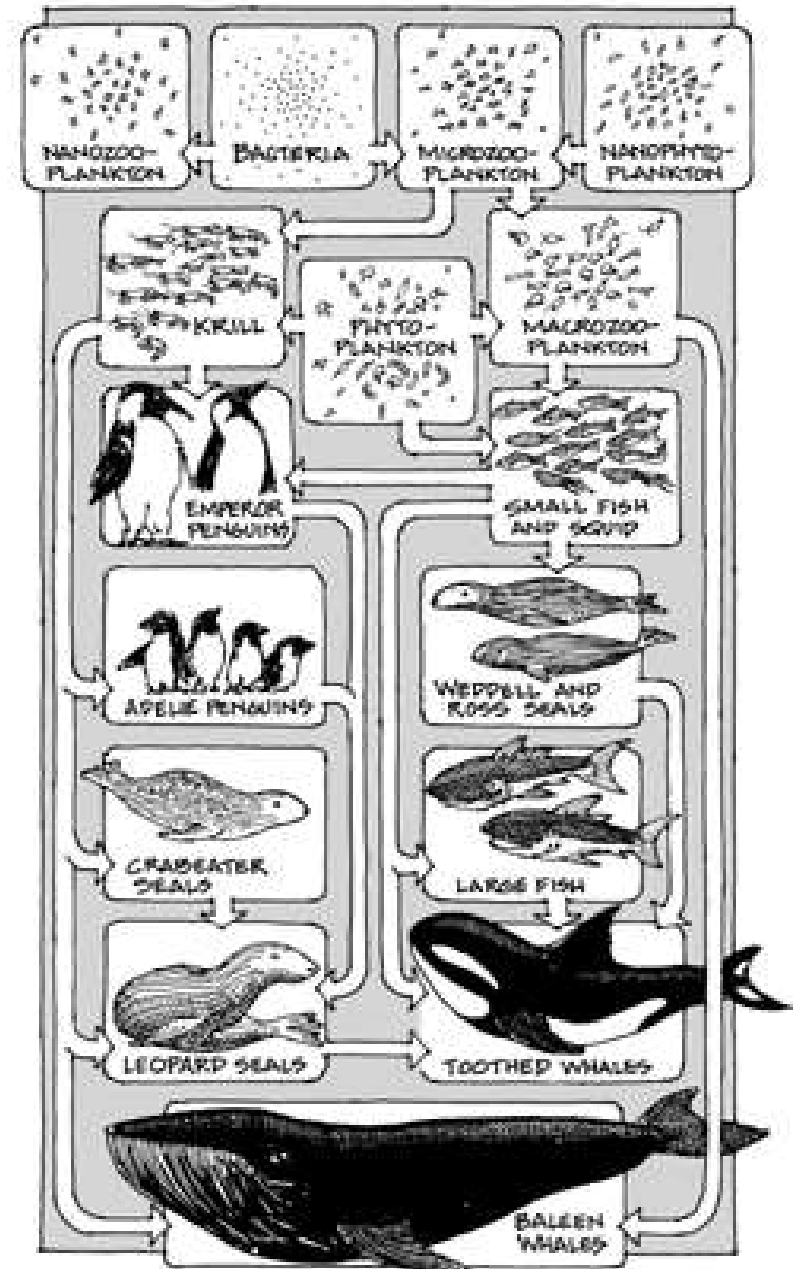 NANOZOO-
PLANKTON
BACTERIA
MICROZOO-
PLANKTON
NANOPHYTO-
PLANKTON
KRILL
PHYTO-
PLANKTON
MACROZOO-
PLANKTON
EMPEROR
PENGUINS
SMALL FISH
AND SQUID
ADELIE PENGUINS
WEDDELL AND
ROSS SEALS
CRABEATER
SEALS
LARGE FISH
LEOPARD SEALS
TOOTHED WHALES
BALEEN
WHALES